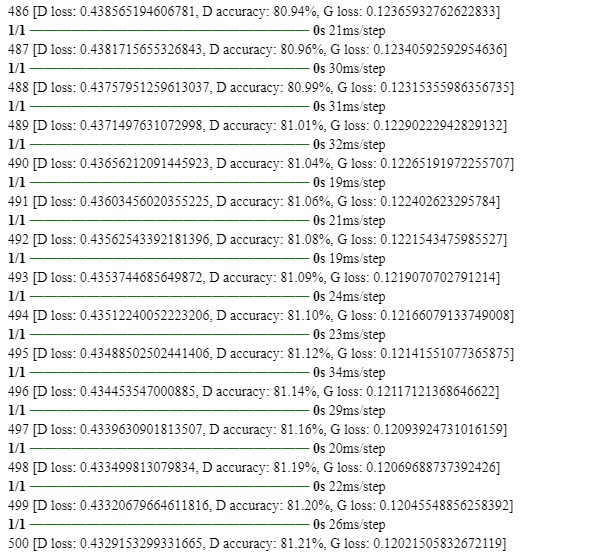 486 [D loss: 0.438565194606781, D accuracy: 80.94%, G loss: 0.12365932762622833]
1/1 ━━━━━━━━━━━━━━━━━━━━ 0s 21ms/step
487 [D loss: 0.4381715655326843, D accuracy: 80.96%, G loss: 0.12340592592954636]
1/1 ━━━━━━━━━━━━━━━━━━━━ 0s 30ms/step
488 [D loss: 0.43757951259613037, D accuracy: 80.99%, G loss: 0.12315355986356735]
1/1 ━━━━━━━━━━━━━━━━━━━━ 0s 31ms/step
489 [D loss: 0.4371497631072998, D accuracy: 81.01%, G loss: 0.12290222942829132]
1/1 ━━━━━━━━━━━━━━━━━━━━ 0s 32ms/step
490 [D loss: 0.43656212091445923, D accuracy: 81.04%, G loss: 0.12265191972255707]
1/1 ━━━━━━━━━━━━━━━━━━━━ 0s 19ms/step
491 [D loss: 0.43603456020355225, D accuracy: 81.06%, G loss: 0.122402623295784]
1/1 ━━━━━━━━━━━━━━━━━━━━ 0s 21ms/step
492 [D loss: 0.43562543392181396, D accuracy: 81.08%, G loss: 0.1221543475985527]
1/1 ━━━━━━━━━━━━━━━━━━━━ 0s 19ms/step
493 [D loss: 0.4353744685649872, D accuracy: 81.09%, G loss: 0.1219070702791214]
1/1 ━━━━━━━━━━━━━━━━━━━━ 0s 24ms/step
494 [D loss: 0.43512240052223206, D accuracy: 81.10%, G loss: 0.12166079133749008]
1/1 ━━━━━━━━━━━━━━━━━━━━ 0s 23ms/step
495 [D loss: 0.43488502502441406, D accuracy: 81.12%, G loss: 0.12141551077365875]
1/1 ━━━━━━━━━━━━━━━━━━━━ 0s 34ms/step
496 [D loss: 0.434453547000885, D accuracy: 81.14%, G loss: 0.12117121368646622]
1/1 ━━━━━━━━━━━━━━━━━━━━ 0s 29ms/step
497 [D loss: 0.4339630901813507, D accuracy: 81.16%, G loss: 0.12093924731016159]
1/1 ━━━━━━━━━━━━━━━━━━━━ 0s 20ms/step
498 [D loss: 0.433499813079834, D accuracy: 81.19%, G loss: 0.12069688737392426]
1/1 ━━━━━━━━━━━━━━━━━━━━ 0s 22ms/step
499 [D loss: 0.43320679664611816, D accuracy: 81.20%, G loss: 0.12045548856258392]
1/1 ━━━━━━━━━━━━━━━━━━━━ 0s 26ms/step
500 [D loss: 0.4329153299331665, D accuracy: 81.21%, G loss: 0.12021505832672119]